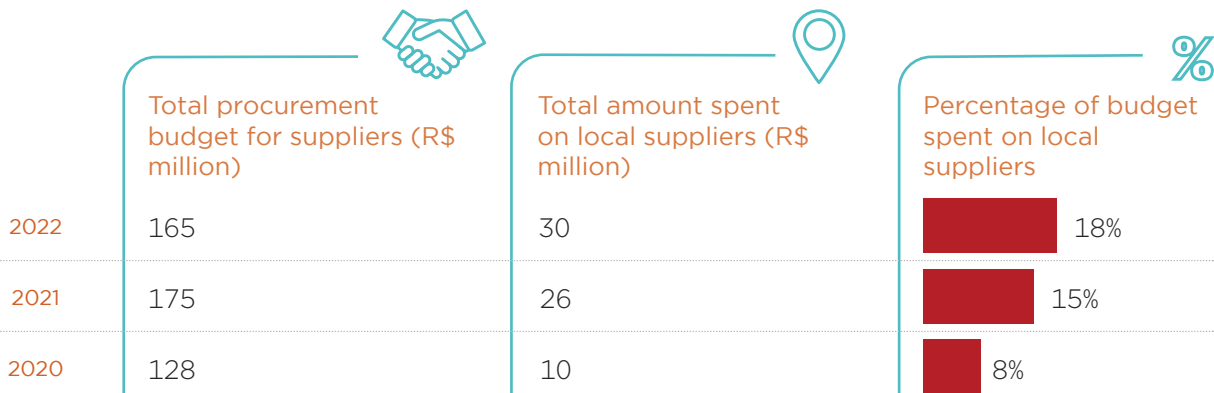 %
Total procurement
budget for suppliers (R$
million)
Total amount spent
on local suppliers (R$
million)
Percentage of budget
spent on local
suppliers
2022 165 30 18%
2021 175 26 15%
2020 128 10 8%